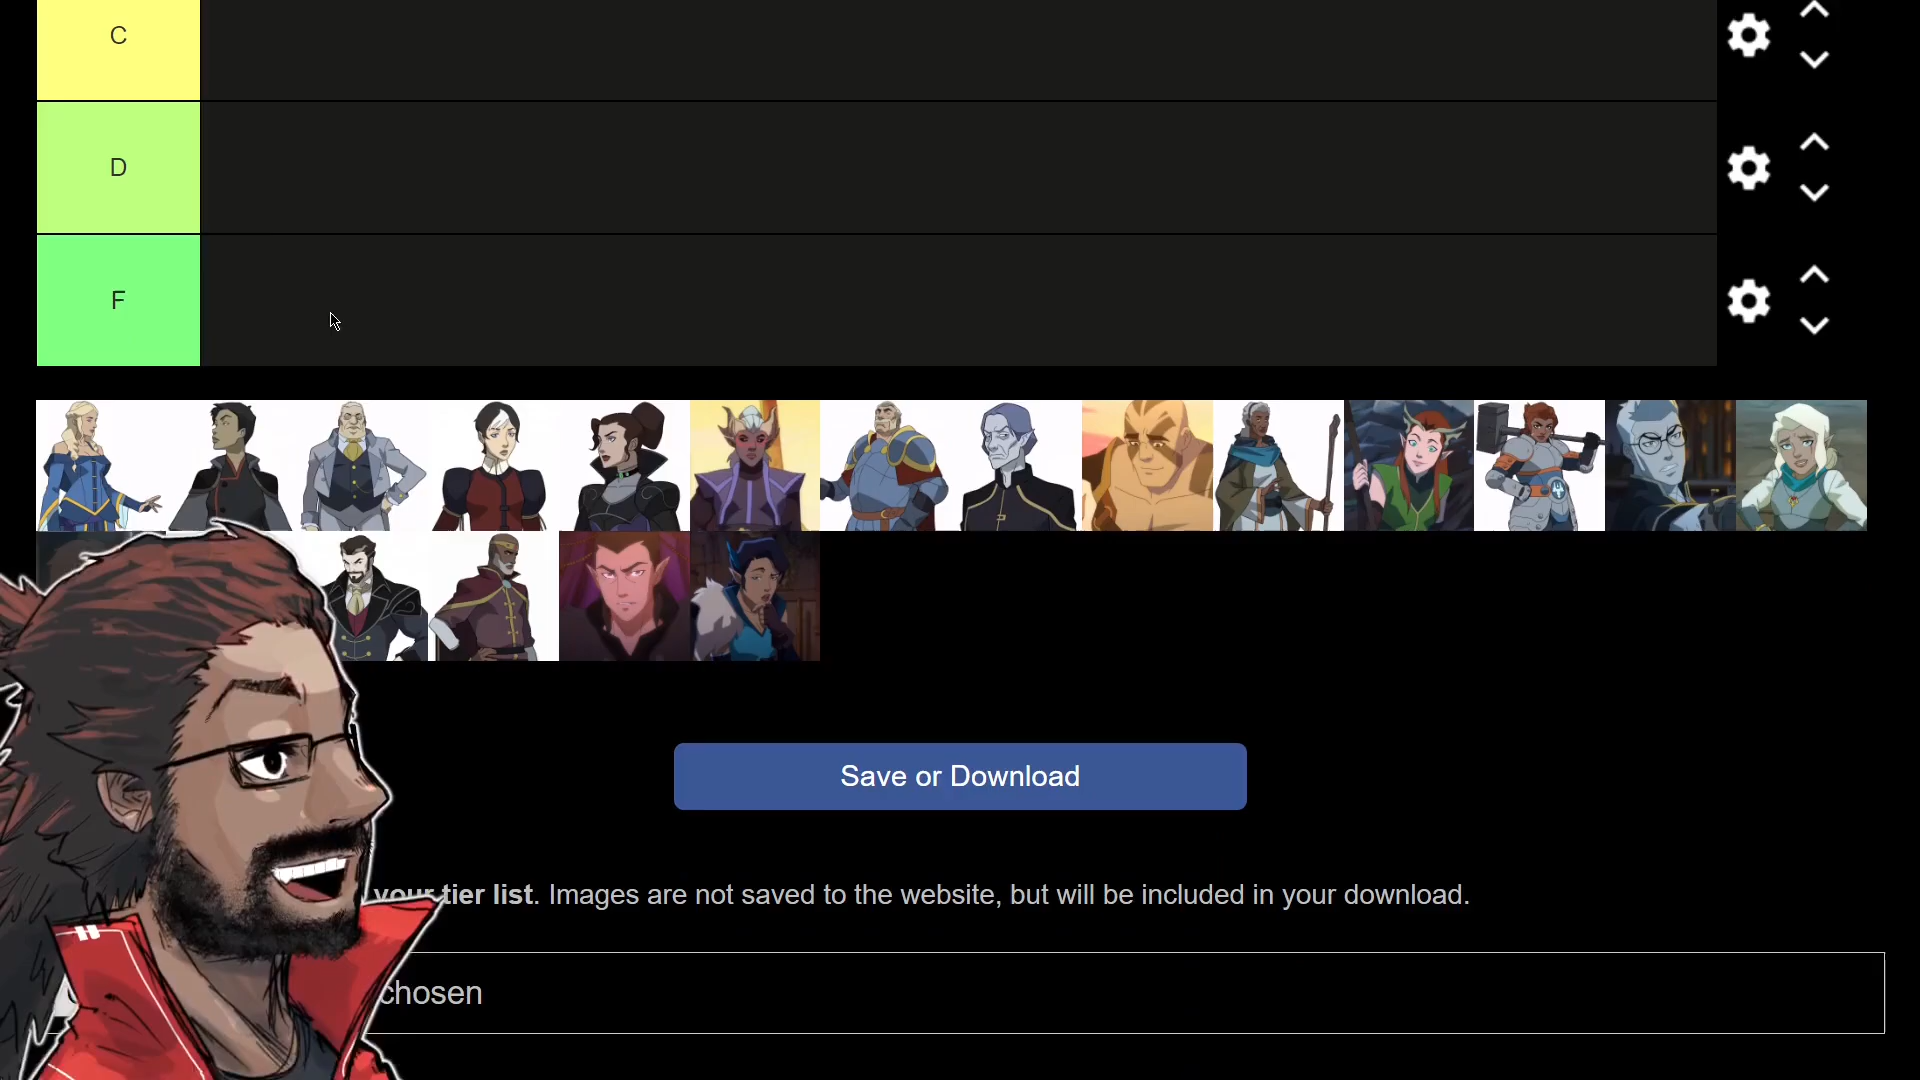 C
D
F
Save or Download
your tier list. Images are not saved to the website, but will be included in your download.
chosen